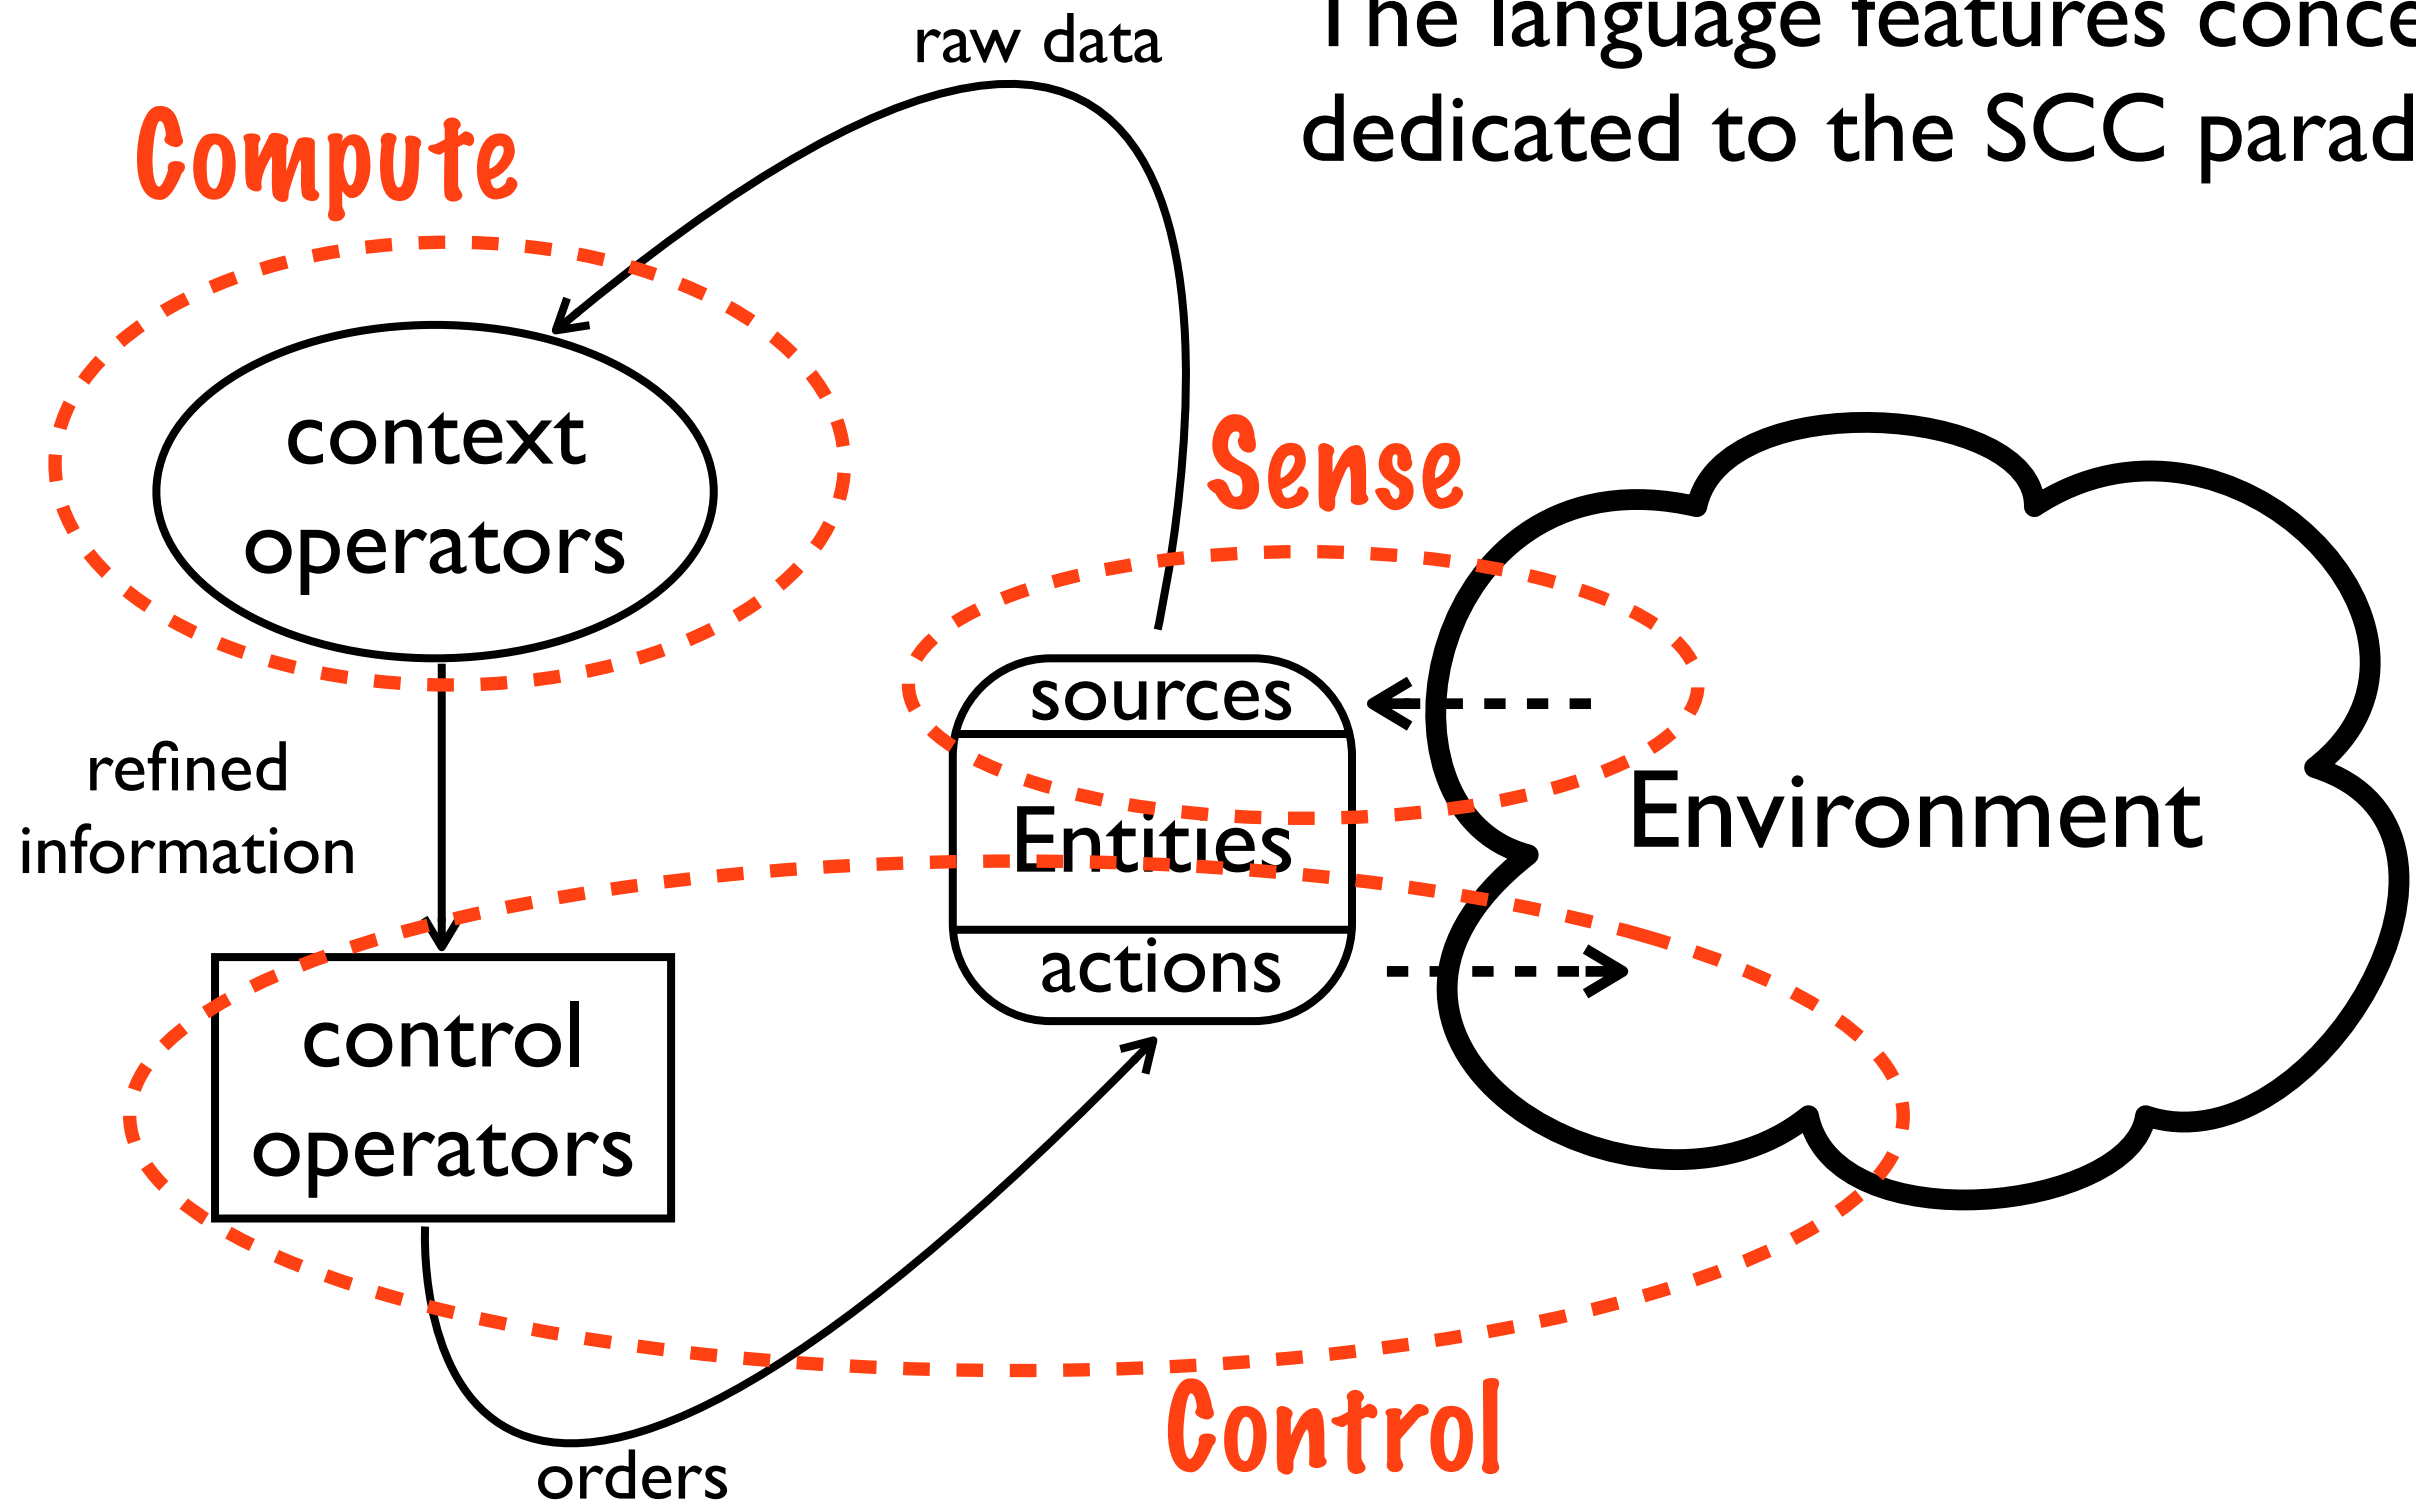 The language features conce
dedicated to the SCC parad
raw data
Compute
context
operators
Sense
sources
Entities
actions
Environment
refined
information
control
operators
Control
orders